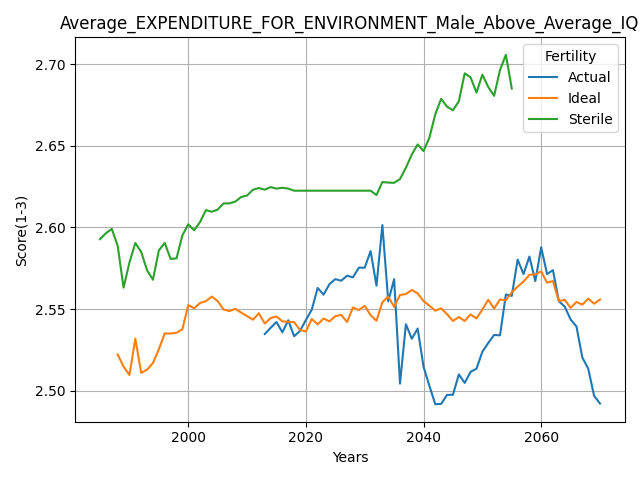 Average_EXPENDITURE_FOR_ENVIRONMENT_Male_Above_Average_IQ
Fertility
Actual
Ideal
Sterile
2.70
2.65
2.60
2.55
2.50
Score(1-3)
2000
2020
2040
2060
Years